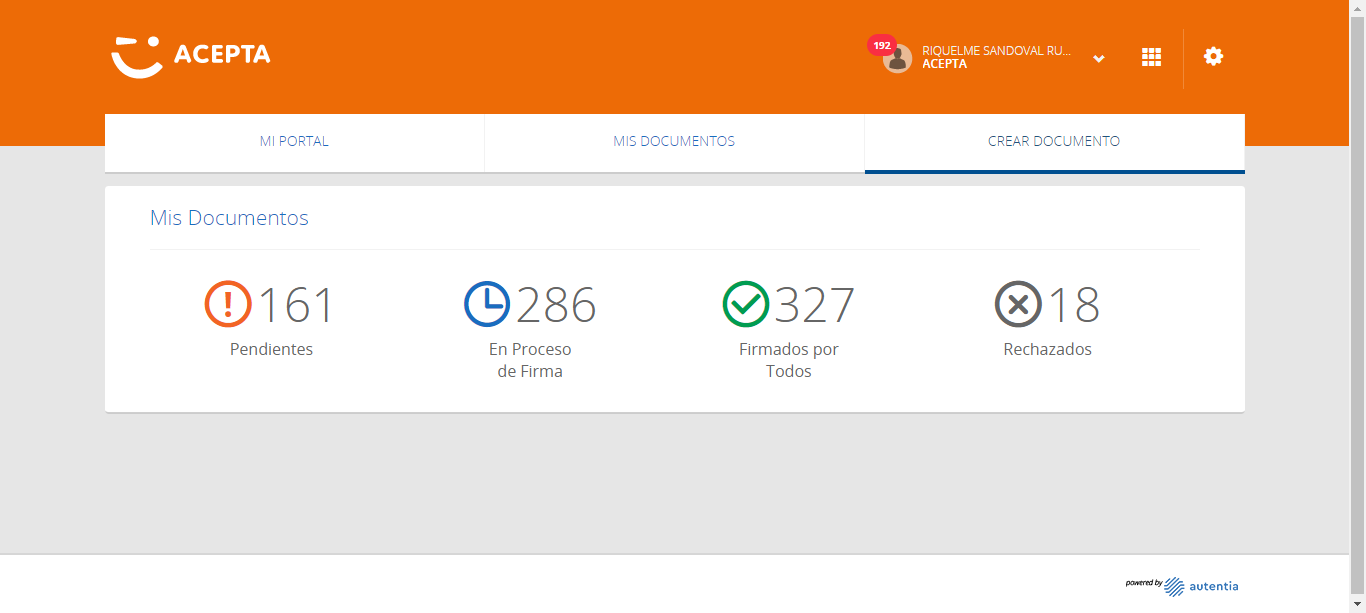 ACEPTA
192
RIQUELME SANDOVAL RU...
ACEPTA
MI PORTAL
MIS DOCUMENTOS
CREAR DOCUMENTO
Mis Documentos
161
Pendientes
286
En Proceso
de Firma
327
Firmados por
Todos
18
Rechazados
powered by
autentia